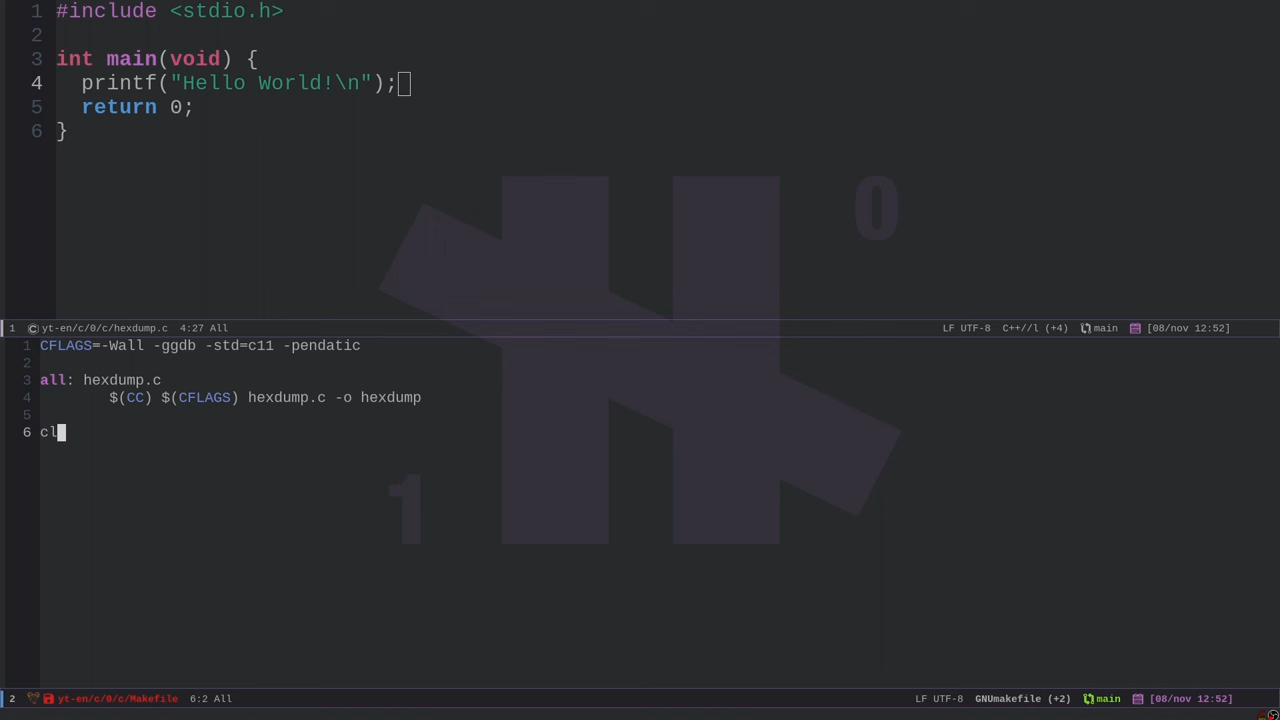 1 #include <stdio.h>
2
3 int main(void) {
4   printf("Hello World!\n");
5   return 0;
6 }
0
1
1 yt-en/c/0/c/hexdump.c 4:27 All LF UTF-8 C++//l (+4) main [08/nov 12:52]
1 CFLAGS=-Wall -ggdb -std=c11 -pendatic
2
3 all: hexdump.c
4         $(CC) $(CFLAGS) hexdump.c -o hexdump
5
6 cl
2 yt-en/c/0/c/Makefile 6:2 All LF UTF-8 GNUmakefile (+2) main [08/nov 12:52]